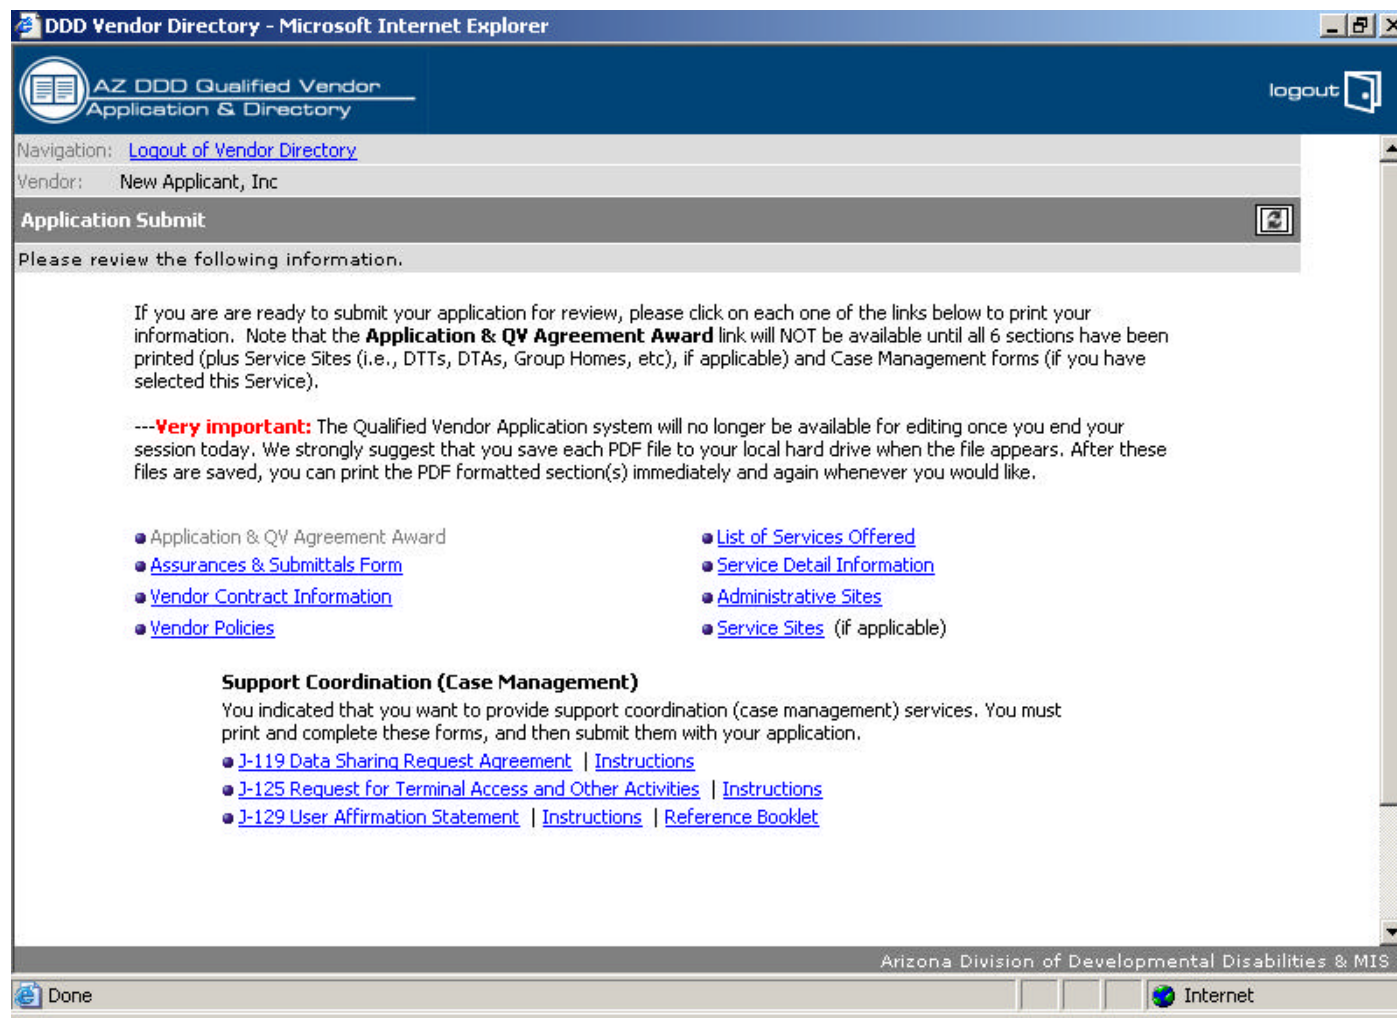 DDD Vendor Directory - Microsoft Internet Explorer
AZ DDD Qualified Vendor
Application & Directory
logout
Navigation: Logout of Vendor Directory
Vendor: New Applicant, Inc
Application Submit
Please review the following information.
If you are are ready to submit your application for review, please click on each one of the links below to print your
information. Note that the Application & QV Agreement Award link will NOT be available until all 6 sections have been
printed (plus Service Sites (i.e., DTTs, DTAs, Group Homes, etc), if applicable) and Case Management forms (if you have
selected this Service).
---Very important: The Qualified Vendor Application system will no longer be available for editing once you end your
session today. We strongly suggest that you save each PDF file to your local hard drive when the file appears. After these
files are saved, you can print the PDF formatted section(s) immediately and again whenever you would like.
Application & QV Agreement Award
List of Services Offered
Assurances & Submittals Form
Service Detail Information
Vendor Contract Information
Administrative Sites
Vendor Policies
Service Sites (if applicable)
Support Coordination (Case Management)
You indicated that you want to provide support coordination (case management) services. You must
print and complete these forms, and then submit them with your application.
J-119 Data Sharing Request Agreement | Instructions
J-125 Request for Terminal Access and Other Activities | Instructions
J-129 User Affirmation Statement | Instructions | Reference Booklet
Arizona Division of Developmental Disabilities & MIS
Done
Internet